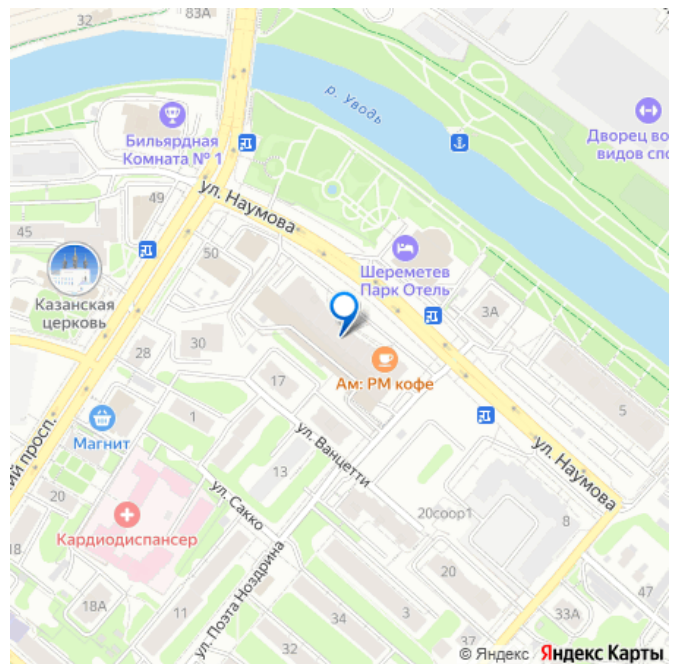 32
83А
р. Уводь
Бильярдная
Комната № 1
Дворец во
видов спо
49
ул. Наумова
45
50
Казанская
церковь
Шереметев
Парк Отель
3А
28
30
Ам: РМ кофе
17
5
1
Магнит
ий просп.
ул. Ванцетти
ул. Наумова
13
20
ул. Сакко
20соор1
8
Кардиодиспансер
18
20
47
18А
11
ул. Поэта Ноздрина
34
3
33А
32
© Яндекс Яндекс Карты